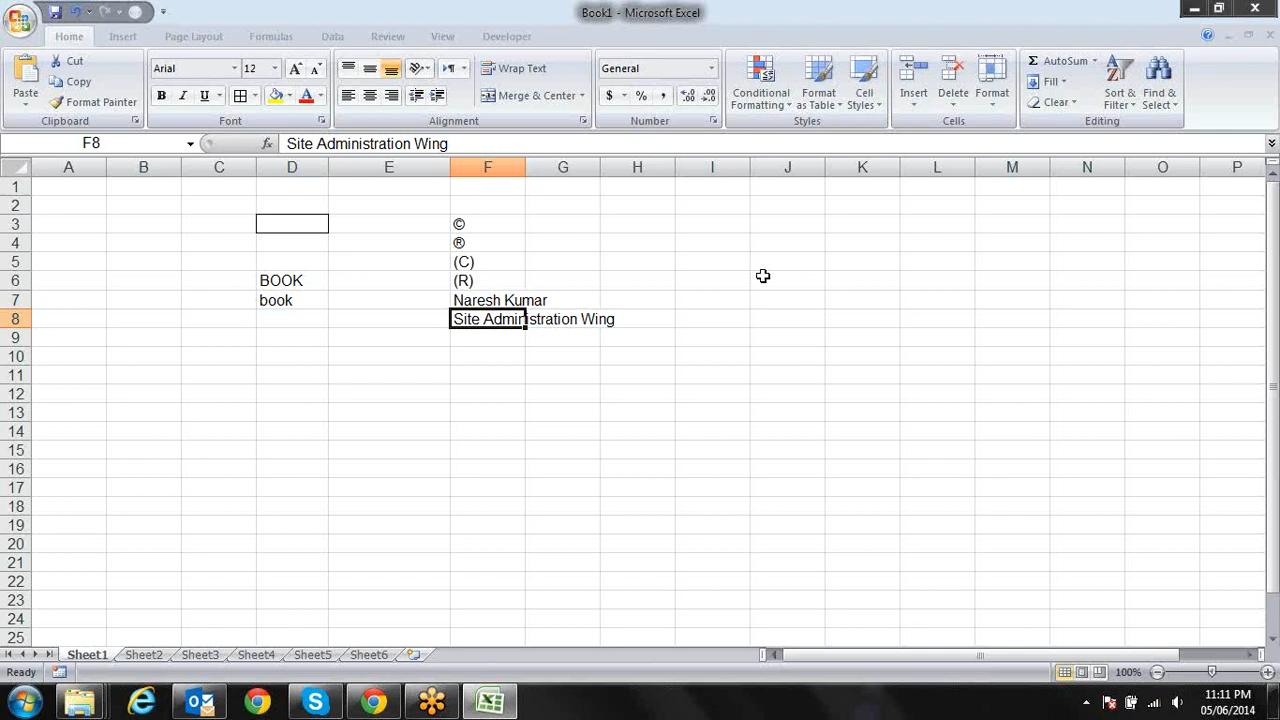 Book1 - Microsoft Excel
Home Insert Page Layout Formulas Data Review View Developer
Paste Cut Copy Format Painter Clipboard
Arial 12 A A B I U A Font
Wrap Text Merge & Center Alignment
General $ % , .0 .00 .00 .0 Number
Conditional Formatting Format as Table Cell Styles Styles
Insert Delete Format Cells
AutoSum Fill Clear Sort & Filter Find & Select Editing
F8 fx Site Administration Wing
A B C D E F G H I J K L M N O P
1
2
3 ©
4 ®
5 (C)
6 BOOK (R)
7 book Naresh Kumar
8 Site Administration Wing
9
10
11
12
13
14
15
16
17
18
19
20
21
22
23
24
25
Sheet1 Sheet2 Sheet3 Sheet4 Sheet5 Sheet6
Ready 100%
11:11 PM
05/06/2014